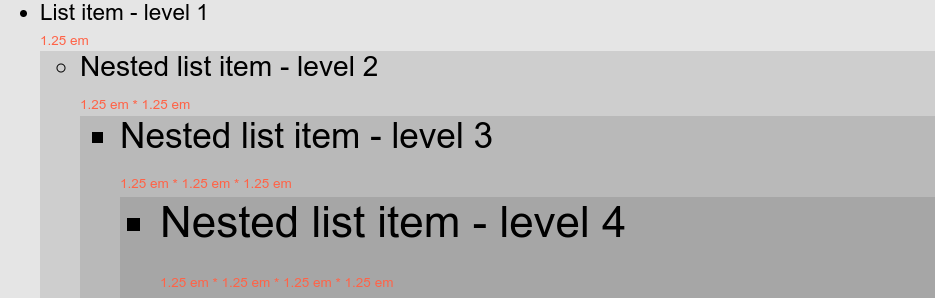 List item - level 1
1.25 em
Nested list item - level 2
1.25 em * 1.25 em
Nested list item - level 3
1.25 em * 1.25 em * 1.25 em
Nested list item - level 4
1.25 em * 1.25 em * 1.25 em * 1.25 em